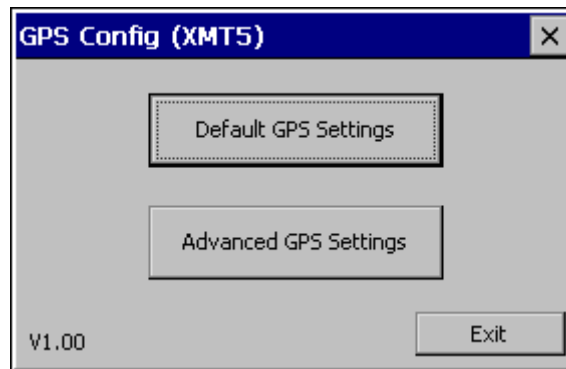 GPS Config (XMT5)
Default GPS Settings
Advanced GPS Settings
V1.00
Exit